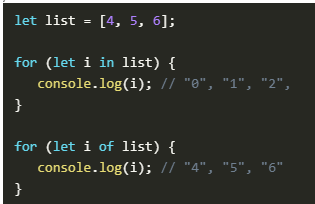 let list = [4, 5, 6];
for (let i in list) {
console.log(i); // "0", "1", "2",
}
for (let i of list) {
console.log(i); // "4", "5", "6"
}